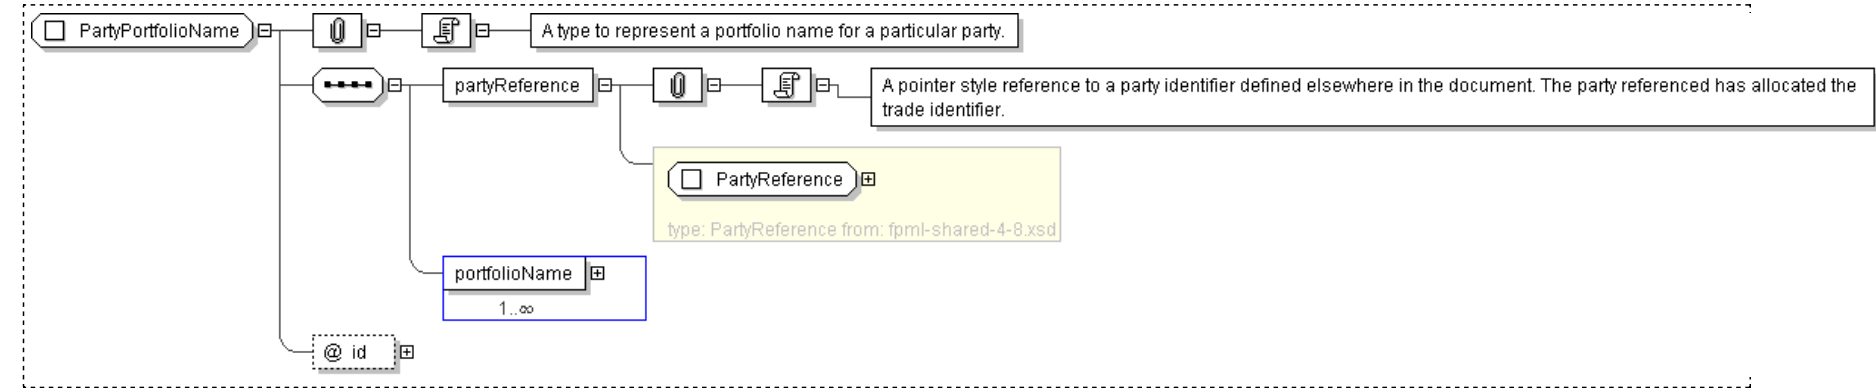 PartyPortfolioName
A type to represent a portfolio name for a particular party.
partyReference
A pointer style reference to a party identifier defined elsewhere in the document. The party referenced has allocated the
trade identifier.
PartyReference
type: PartyReference from: fpml-shared-4-8.xsd
portfolioName
1..∞
@ id